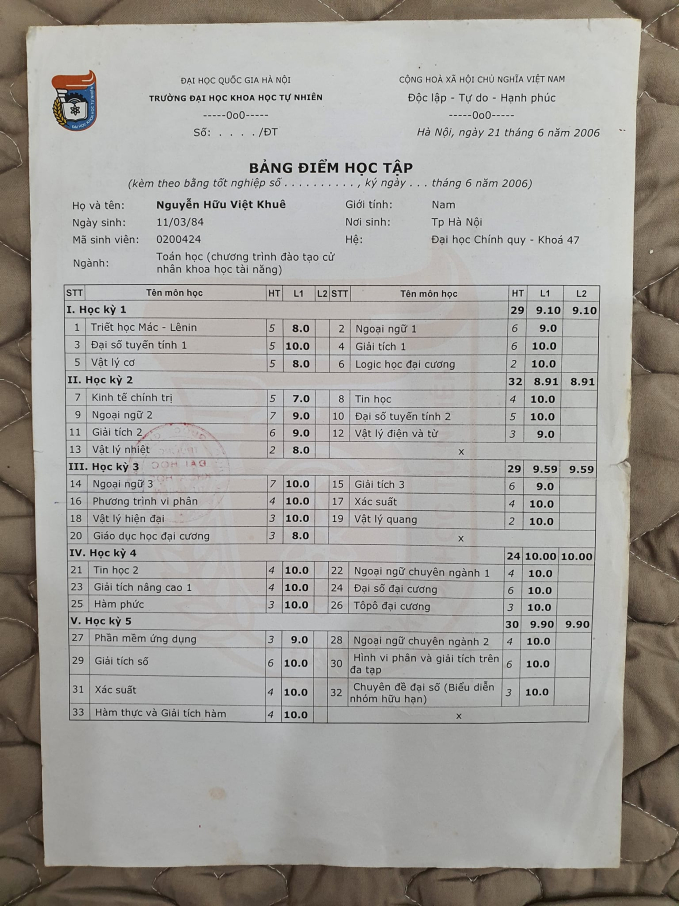 ĐẠI HỌC QUỐC GIA HÀ NỘI
TRƯỜNG ĐẠI HỌC KHOA HỌC TỰ NHIÊN
-----0o0-----
Số: . . . . /ĐT
CỘNG HOÀ XÃ HỘI CHỦ NGHĨA VIỆT NAM
Độc lập - Tự do - Hạnh phúc
-----0o0-----
Hà Nội, ngày 21 tháng 6 năm 2006
BẢNG ĐIỂM HỌC TẬP
(kèm theo bằng tốt nghiệp số . . . . . . . . . . , ký ngày . . . tháng 6 năm 2006)
Họ và tên: Nguyễn Hữu Việt Khuê Giới tính: Nam
Ngày sinh: 11/03/84 Nơi sinh: Tp Hà Nội
Mã sinh viên: 0200424 Hệ: Đại học Chính quy - Khoá 47
Ngành: Toán học (chương trình đào tạo cử
nhân khoa học tài năng)
STT Tên môn học HT L1 L2 STT Tên môn học HT L1 L2
I. Học kỳ 1 29 9.10 9.10
1 Triết học Mác - Lênin 5 8.0 2 Ngoại ngữ 1 6 9.0
3 Đại số tuyến tính 1 5 10.0 4 Giải tích 1 6 10.0
5 Vật lý cơ 5 8.0 6 Logic học đại cương 2 10.0
II. Học kỳ 2 32 8.91 8.91
7 Kinh tế chính trị 5 7.0 8 Tin học 4 10.0
9 Ngoại ngữ 2 7 9.0 10 Đại số tuyến tính 2 5 10.0
11 Giải tích 2 6 9.0 12 Vật lý điện và từ 3 9.0
13 Vật lý nhiệt 2 8.0 x
III. Học kỳ 3 29 9.59 9.59
14 Ngoại ngữ 3 7 10.0 15 Giải tích 3 6 9.0
16 Phương trình vi phân 4 10.0 17 Xác suất 4 10.0
18 Vật lý hiện đại 3 10.0 19 Vật lý quang 2 10.0
20 Giáo dục học đại cương 3 8.0 x
IV. Học kỳ 4 24 10.00 10.00
21 Tin học 2 4 10.0 22 Ngoại ngữ chuyên ngành 1 4 10.0
23 Giải tích nâng cao 1 4 10.0 24 Đại số đại cương 6 10.0
25 Hàm phức 3 10.0 26 Tôpô đại cương 3 10.0
V. Học kỳ 5 30 9.90 9.90
27 Phần mềm ứng dụng 3 9.0 28 Ngoại ngữ chuyên ngành 2 4 10.0
29 Giải tích số 6 10.0 30 Hình vi phân và giải tích trên
đa tạp 6 10.0
31 Xác suất 4 10.0 32 Chuyên đề đại số (Biểu diễn
nhóm hữu hạn) 3 10.0
33 Hàm thực và Giải tích hàm 4 10.0 x